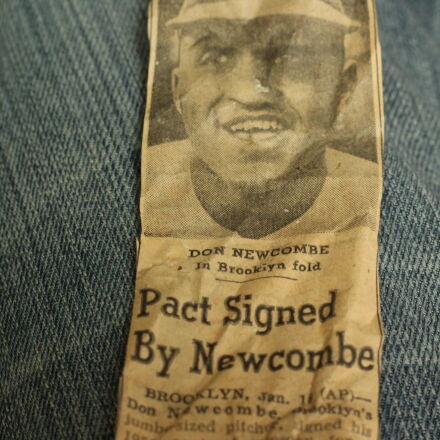 DON NEWCOMBE
in Brooklyn fold
Pact Signed
By Newcombe
BROOKLYN, Jan. (AP)—
Don Newcombe, Brooklyn's
jumbo sized pitcher, signed his